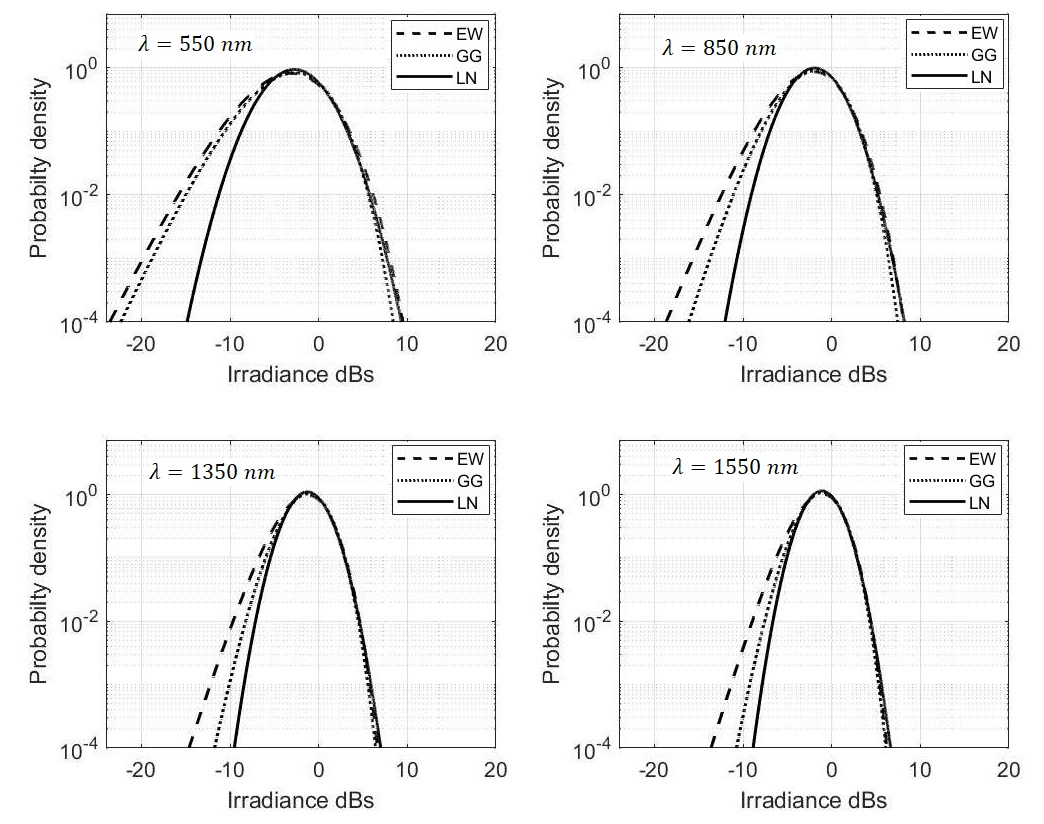 λ = 550 nm
EW
GG
LN
10^0
10^-2
10^-4
Probabilty density
-20 -10 0 10 20
Irradiance dBs
λ = 850 nm
EW
GG
LN
10^0
10^-2
10^-4
Probabilty density
-20 -10 0 10 20
Irradiance dBs
λ = 1350 nm
EW
GG
LN
10^0
10^-2
10^-4
Probabilty density
-20 -10 0 10 20
Irradiance dBs
λ = 1550 nm
EW
GG
LN
10^0
10^-2
10^-4
Probabilty density
-20 -10 0 10 20
Irradiance dBs